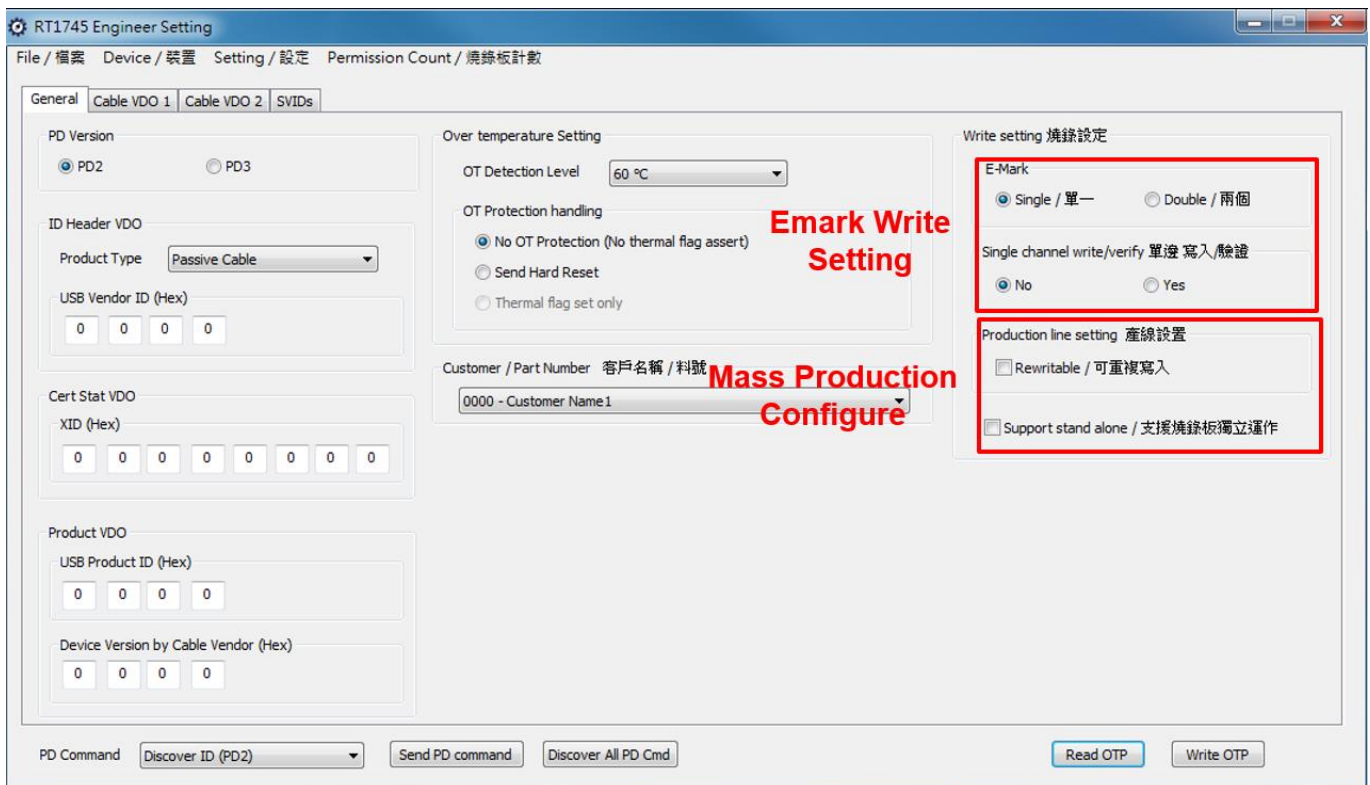 RT1745 Engineer Setting
File / 檔案 Device / 裝置 Setting / 設定 Permission Count / 燒錄板計數
General Cable VDO 1 Cable VDO 2 SVIDs
PD Version
PD2 PD3
ID Header VDO
Product Type Passive Cable
USB Vendor ID (Hex)
0 0 0 0
Cert Stat VDO
XID (Hex)
0 0 0 0 0 0 0 0
Product VDO
USB Product ID (Hex)
0 0 0 0
Device Version by Cable Vendor (Hex)
0 0 0 0
Over temperature Setting
OT Detection Level 60 ºC
OT Protection handling
No OT Protection (No thermal flag assert)
Send Hard Reset
Thermal flag set only
Customer / Part Number 客戶名稱 / 料號
0000 - Customer Name1
Emark Write
Setting
Mass Production
Configure
Write setting 燒錄設定
E-Mark
Single / 單一 Double / 兩個
Single channel write/verify 單邊 寫入/驗證
No Yes
Production line setting 產線設置
Rewritable / 可重複寫入
Support stand alone / 支援燒錄板獨立運作
PD Command Discover ID (PD2) Send PD command Discover All PD Cmd Read OTP Write OTP